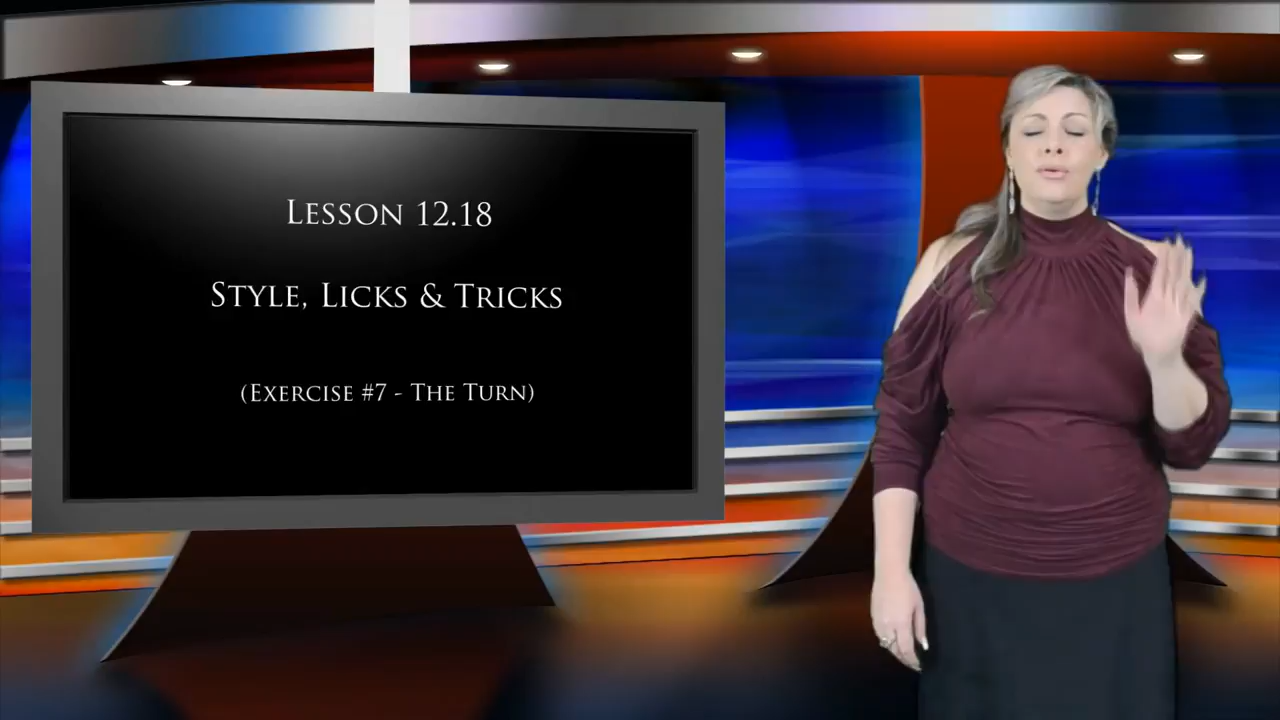 Lesson 12.18
Style, Licks & Tricks
(Exercise #7 - The Turn)